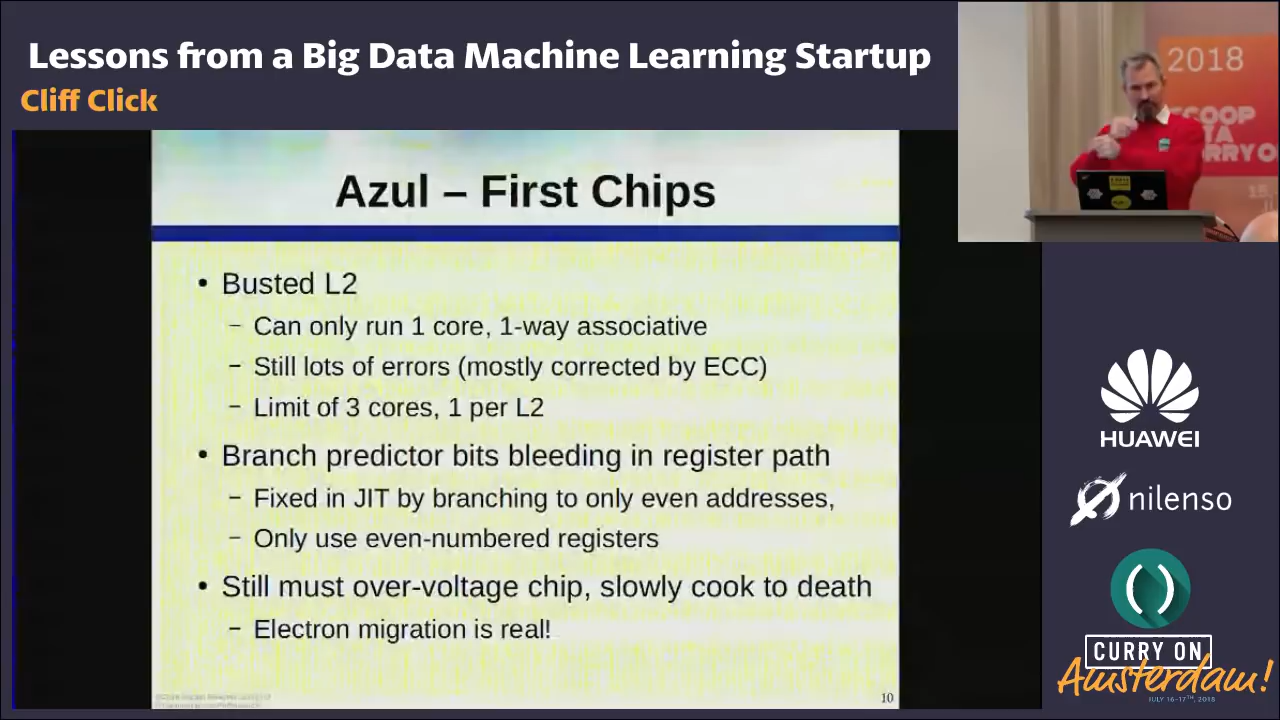 Lessons from a Big Data Machine Learning Startup
Cliff Click
2018
Azul – First Chips
• Busted L2
– Can only run 1 core, 1-way associative
– Still lots of errors (mostly corrected by ECC)
– Limit of 3 cores, 1 per L2
• Branch predictor bits bleeding in register path
– Fixed in JIT by branching to only even addresses,
– Only use even-numbered registers
• Still must over-voltage chip, slowly cook to death
– Electron migration is real!
10
HUAWEI
nilenso
CURRY ON
Amsterdam!
JULY 16-17TH, 2018